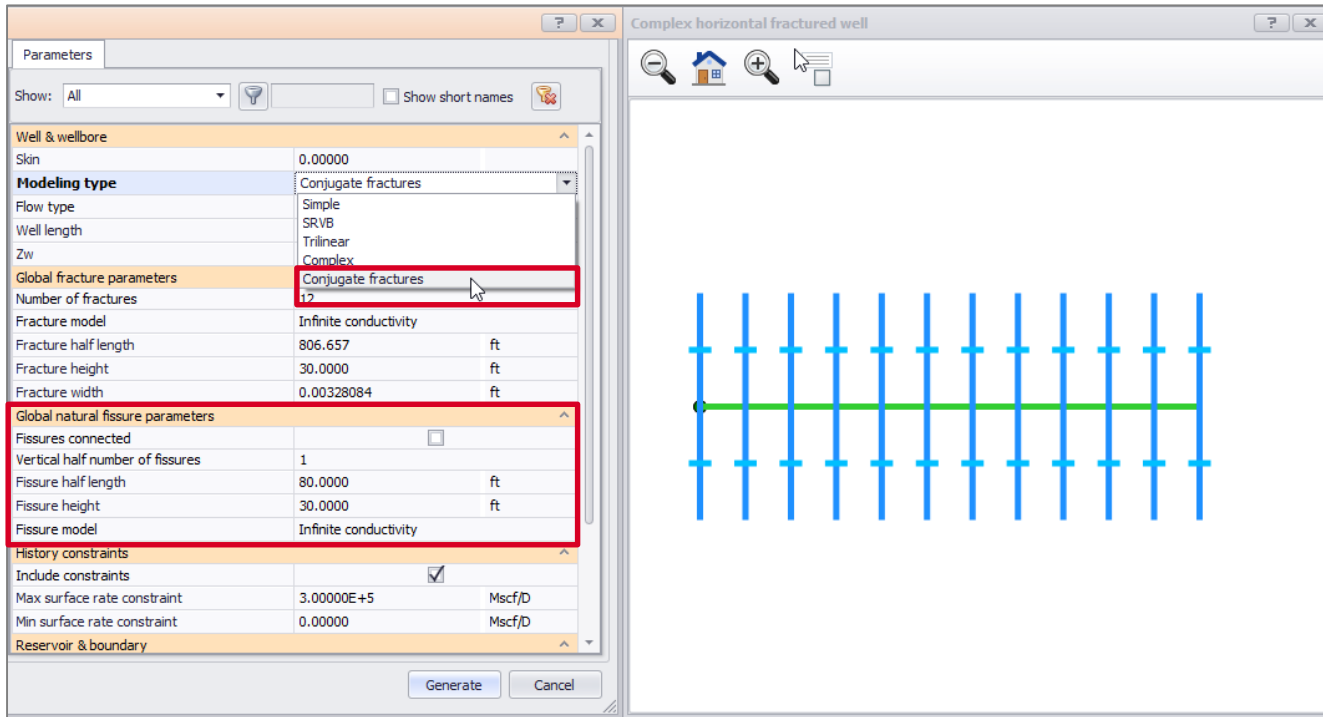 Complex horizontal fractured well
Parameters
Show: All Show short names
Well & wellbore
Skin 0.00000
Modeling type Conjugate fractures
Flow type Simple
SRVB
Well length
Trilinear
Zw Complex
Global fracture parameters Conjugate fractures
Number of fractures 12
Fracture model Infinite conductivity
Fracture half length 806.657 ft
Fracture height 30.0000 ft
Fracture width 0.00328084 ft
Global natural fissure parameters
Fissures connected
Vertical half number of fissures 1
Fissure half length 80.0000 ft
Fissure height 30.0000 ft
Fissure model Infinite conductivity
History constraints
Include constraints
Max surface rate constraint 3.00000E+5 Mscf/D
Min surface rate constraint 0.00000 Mscf/D
Reservoir & boundary
Generate Cancel